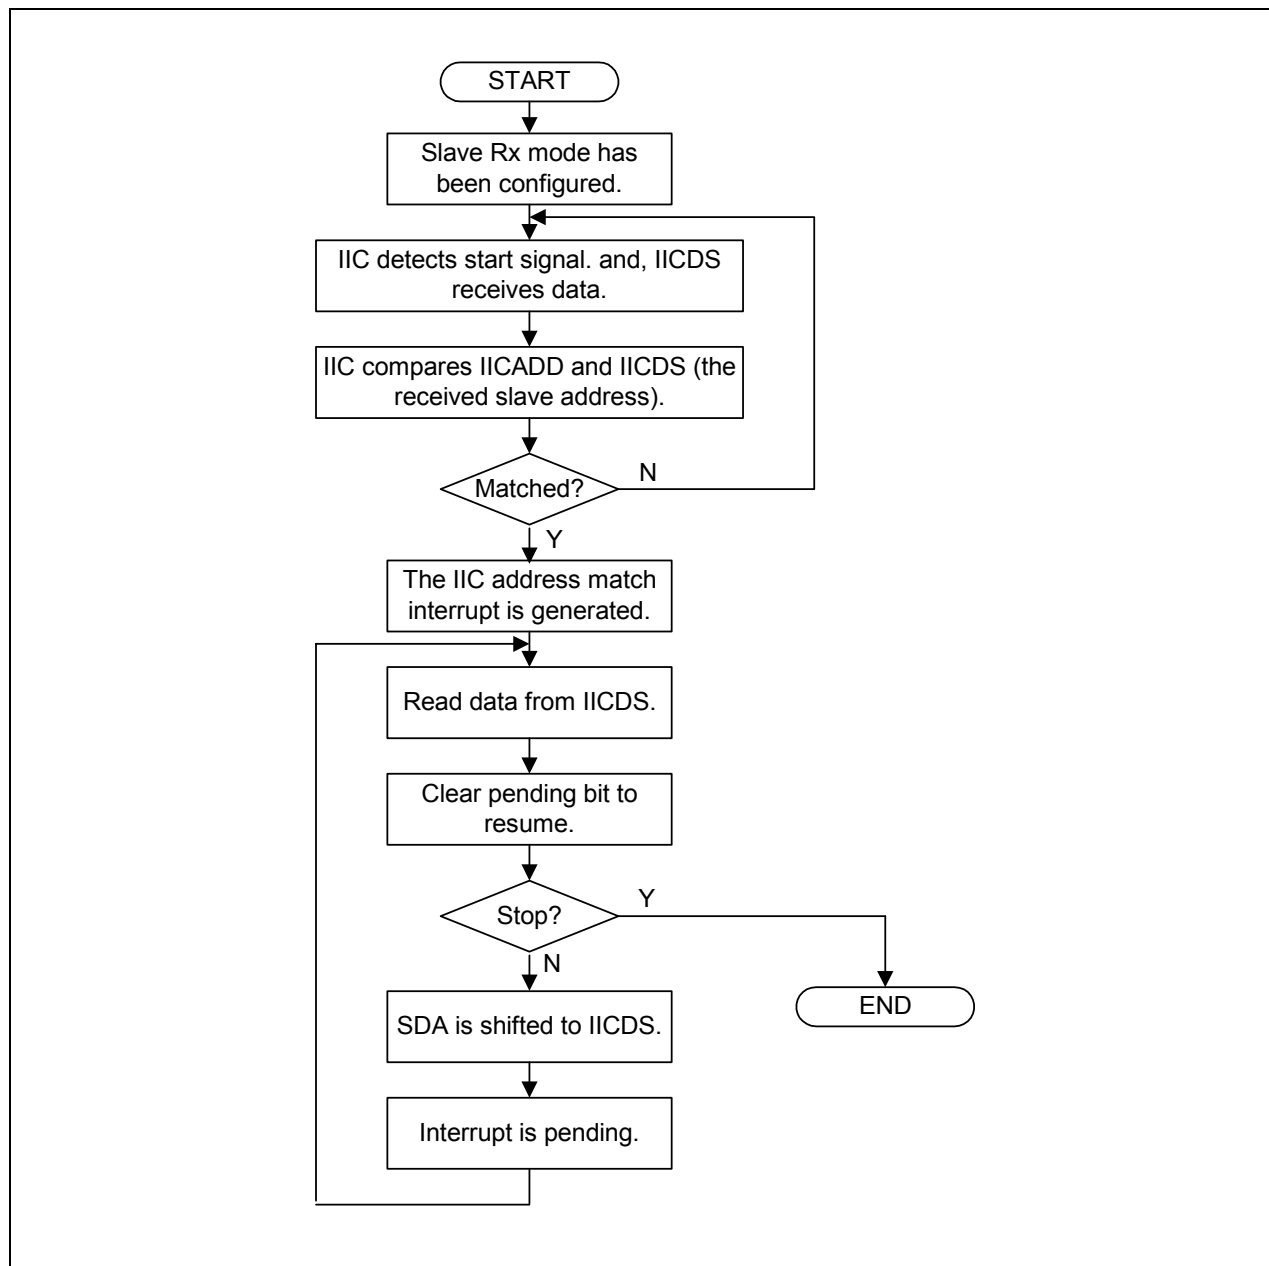 START
Slave Rx mode has
been configured.
IIC detects start signal. and, IICDS
receives data.
IIC compares IICADD and IICDS (the
received slave address).
Matched?
N
Y
The IIC address match
interrupt is generated.
Read data from IICDS.
Clear pending bit to
resume.
Stop?
Y
N
END
SDA is shifted to IICDS.
Interrupt is pending.